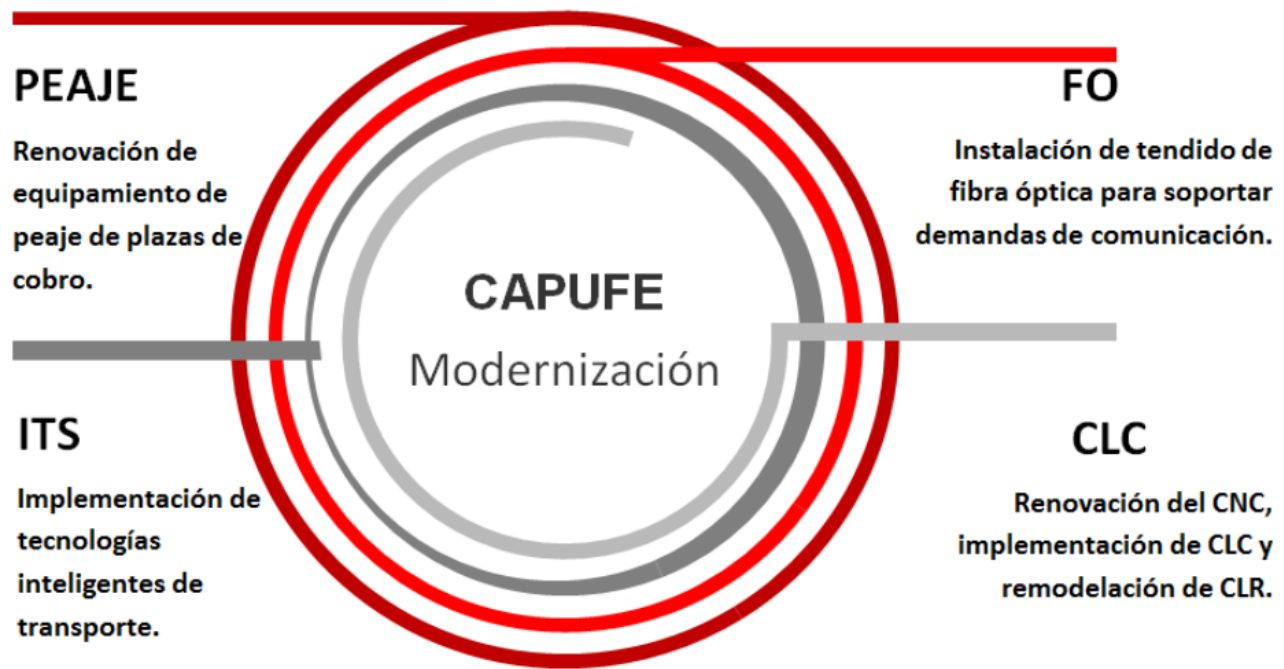 PEAJE
Renovación de
equipamiento de
peaje de plazas de
cobro.
FO
Instalación de tendido de
fibra óptica para soportar
demandas de comunicación.
CAPUFE
Modernización
ITS
Implementación de
tecnologías
inteligentes de
transporte.
CLC
Renovación del CNC,
implementación de CLC y
remodelación de CLR.